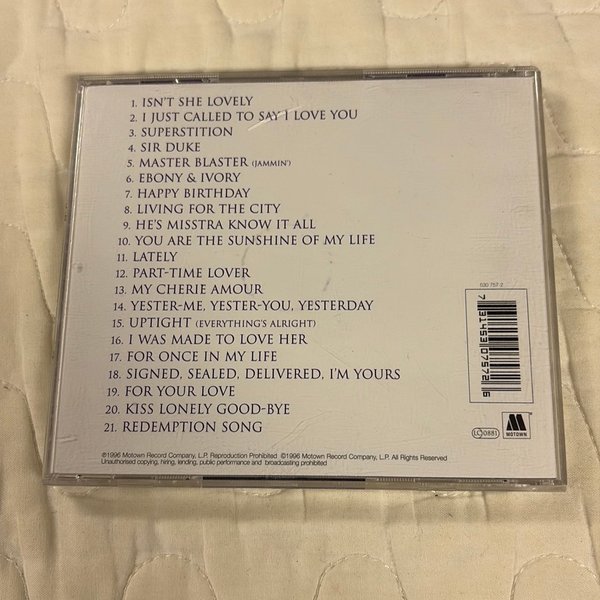 1. ISN'T SHE LOVELY
2. I JUST CALLED TO SAY I LOVE YOU
3. SUPERSTITION
4. SIR DUKE
5. MASTER BLASTER (JAMMIN')
6. EBONY & IVORY
7. HAPPY BIRTHDAY
8. LIVING FOR THE CITY
9. HE'S MISSTRA KNOW IT ALL
10. YOU ARE THE SUNSHINE OF MY LIFE
11. LATELY
12. PART-TIME LOVER
13. MY CHERIE AMOUR
14. YESTER-ME, YESTER-YOU, YESTERDAY
15. UPTIGHT (EVERYTHING'S ALRIGHT)
16. I WAS MADE TO LOVE HER
17. FOR ONCE IN MY LIFE
18. SIGNED, SEALED, DELIVERED, I'M YOURS
19. FOR YOUR LOVE
20. KISS LONELY GOOD-BYE
21. REDEMPTION SONG
530 757-2
7 31453 07572 6
LC 0881
M
MOTOWN
℗1996 Motown Record Company, L.P. Reproduction Prohibited ©1996 Motown Record Company, L.P. All Rights Reserved
Unauthorised copying, hiring, lending, public performance and broadcasting prohibited